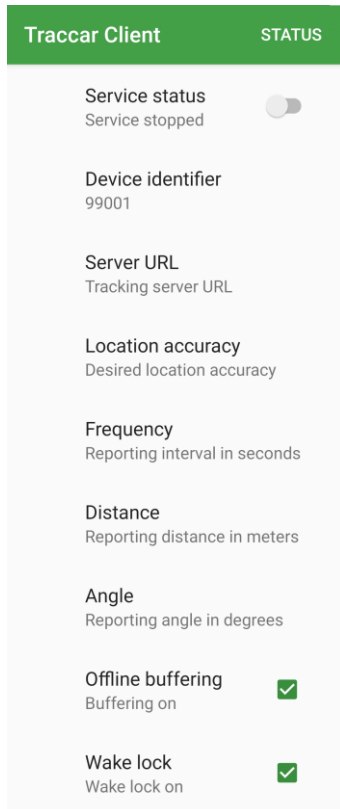 Traccar Client STATUS
Service status
Service stopped
Device identifier
99001
Server URL
Tracking server URL
Location accuracy
Desired location accuracy
Frequency
Reporting interval in seconds
Distance
Reporting distance in meters
Angle
Reporting angle in degrees
Offline buffering
Buffering on
Wake lock
Wake lock on